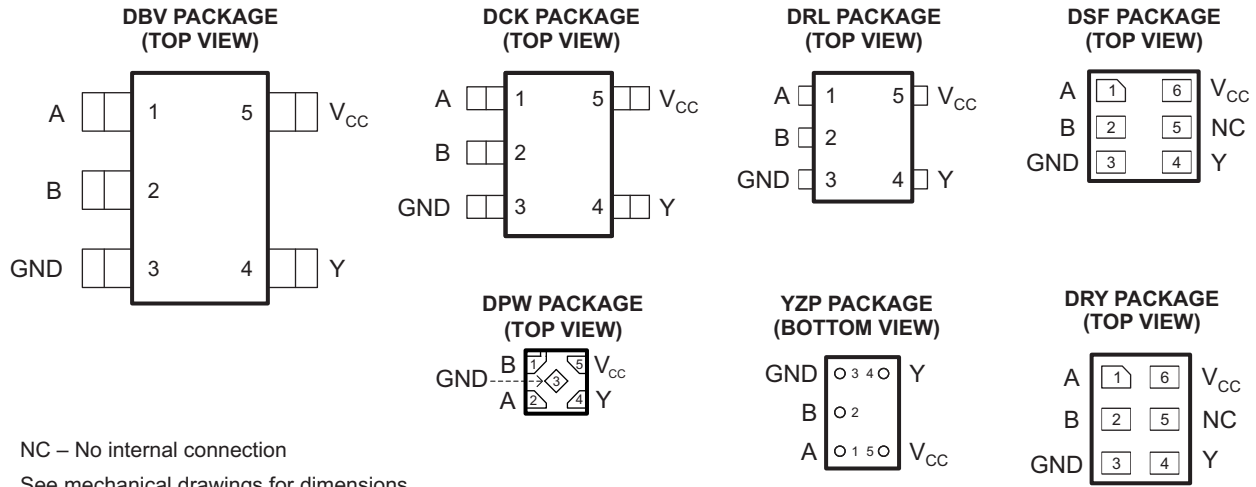 DBV PACKAGE
(TOP VIEW)
A 1 5 VCC
B 2
GND 3 4 Y
DCK PACKAGE
(TOP VIEW)
A 1 5 VCC
B 2
GND 3 4 Y
DRL PACKAGE
(TOP VIEW)
A 1 5 VCC
B 2
GND 3 4 Y
DSF PACKAGE
(TOP VIEW)
A 1 6 VCC
B 2 5 NC
GND 3 4 Y
DPW PACKAGE
(TOP VIEW)
B 1 5 VCC
GND 3
A 2 4 Y
YZP PACKAGE
(BOTTOM VIEW)
GND 3 4 Y
B 2
A 1 5 VCC
DRY PACKAGE
(TOP VIEW)
A 1 6 VCC
B 2 5 NC
GND 3 4 Y
NC – No internal connection
See mechanical drawings for dimensions